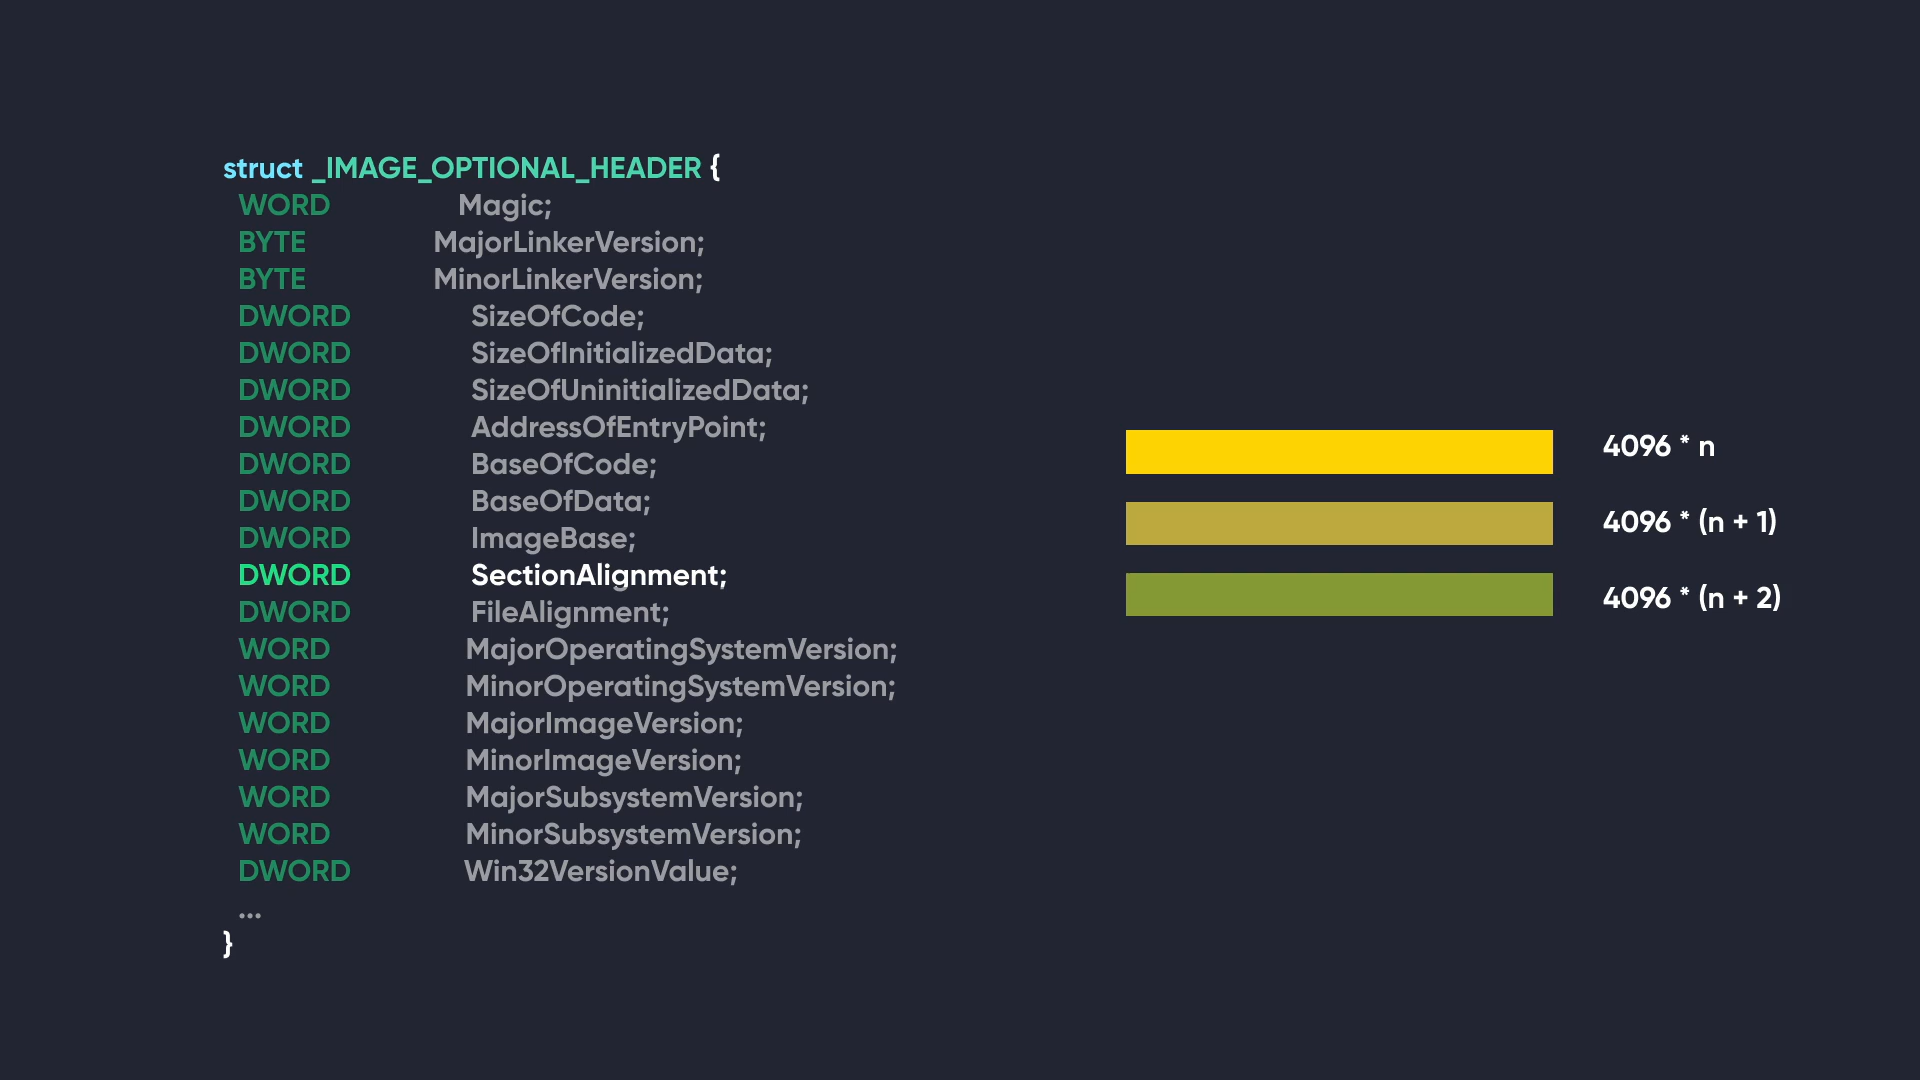 struct _IMAGE_OPTIONAL_HEADER {
WORD Magic;
BYTE MajorLinkerVersion;
BYTE MinorLinkerVersion;
DWORD SizeOfCode;
DWORD SizeOfInitializedData;
DWORD SizeOfUninitializedData;
DWORD AddressOfEntryPoint;
DWORD BaseOfCode;
DWORD BaseOfData;
DWORD ImageBase;
DWORD SectionAlignment;
DWORD FileAlignment;
WORD MajorOperatingSystemVersion;
WORD MinorOperatingSystemVersion;
WORD MajorImageVersion;
WORD MinorImageVersion;
WORD MajorSubsystemVersion;
WORD MinorSubsystemVersion;
DWORD Win32VersionValue;
...
}
4096 * n
4096 * (n + 1)
4096 * (n + 2)